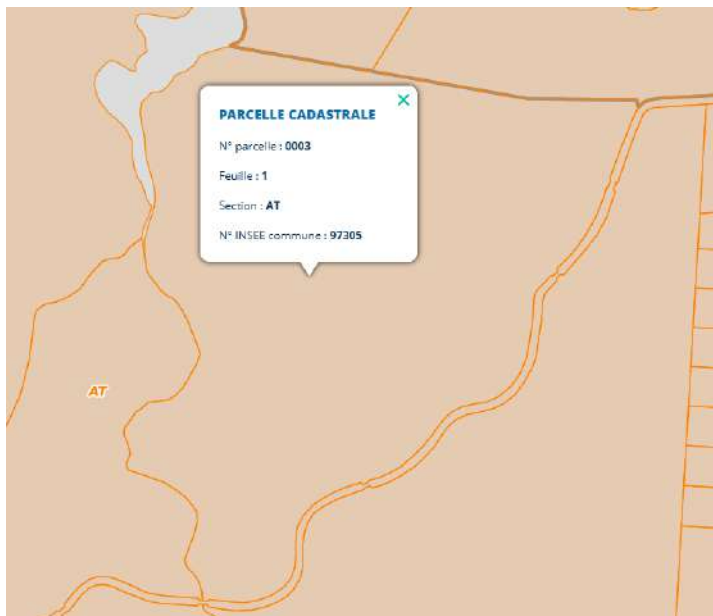 PARCELLE CADASTRALE
N° parcelle : 0003
Feuille : 1
Section : AT
N° INSEE commune : 97305
AT